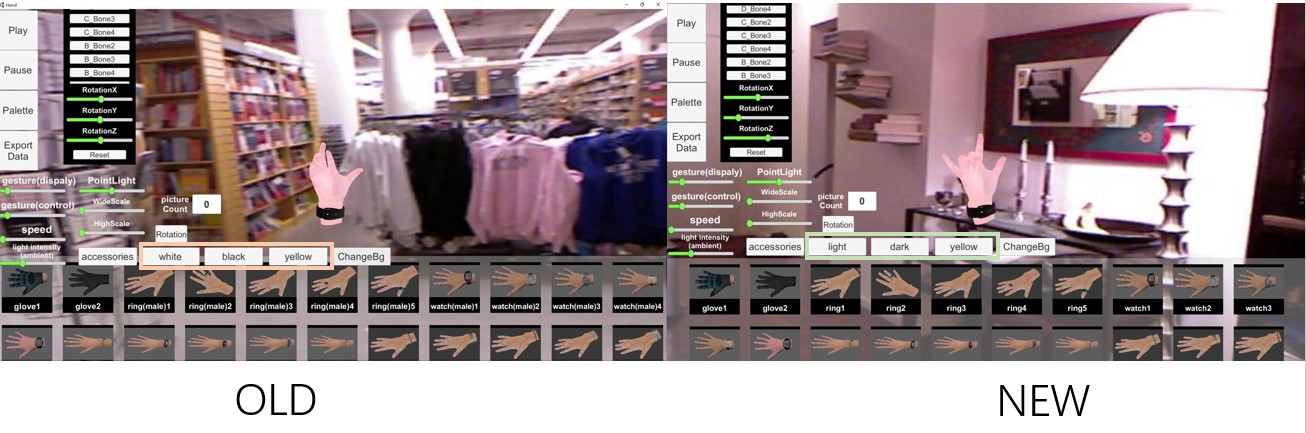 Hand
Play
Pause
Palette
Export
Data
C_Bone3
C_Bone4
B_Bone2
B_Bone3
B_Bone4
RotationX
RotationY
RotationZ
Reset
gesture(dispaly)
gesture(control)
speed
light intensity
(ambient)
PointLight
WideScale
HighScale
picture
Count
0
Rotation
accessories
white
black
yellow
ChangeBg
glove1
glove2
ring(male)1
ring(male)2
ring(male)3
ring(male)4
ring(male)5
watch(male)1
watch(male)2
watch(male)3
watch(male)4
OLD
Play
Pause
Palette
Export
Data
D_Bone4
C_Bone2
C_Bone3
C_Bone4
B_Bone2
B_Bone3
RotationX
RotationY
RotationZ
Reset
gesture(dispaly)
gesture(control)
speed
light intensity
(ambient)
PointLight
WideScale
HighScale
picture
Count
0
Rotation
accessories
light
dark
yellow
ChangeBg
glove1
glove2
ring1
ring2
ring3
ring4
ring5
watch1
watch2
watch3
NEW